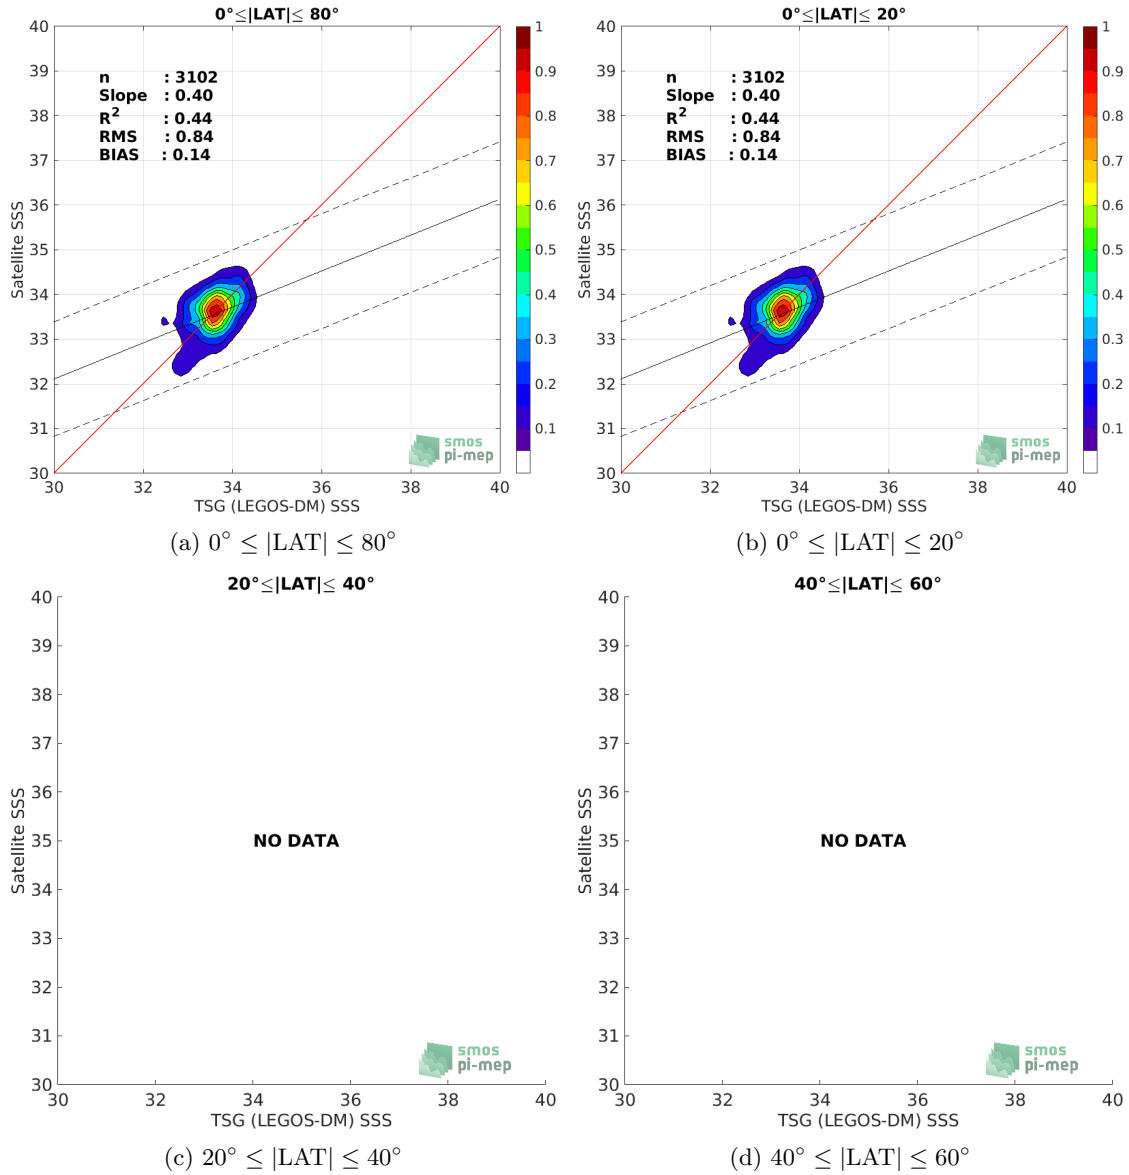 0°≤|LAT|≤ 80°
n : 3102
Slope : 0.40
R² : 0.44
RMS : 0.84
BIAS : 0.14
40
39
38
37
36
35
34
33
32
31
30
Satellite SSS
30 32 34 36 38 40
TSG (LEGOS-DM) SSS
1
0.9
0.8
0.7
0.6
0.5
0.4
0.3
0.2
0.1
smos
pi-mep
(a) 0° ≤ |LAT| ≤ 80°
0°≤|LAT|≤ 20°
n : 3102
Slope : 0.40
R² : 0.44
RMS : 0.84
BIAS : 0.14
40
39
38
37
36
35
34
33
32
31
30
Satellite SSS
30 32 34 36 38 40
TSG (LEGOS-DM) SSS
1
0.9
0.8
0.7
0.6
0.5
0.4
0.3
0.2
0.1
smos
pi-mep
(b) 0° ≤ |LAT| ≤ 20°
20°≤|LAT|≤ 40°
40
39
38
37
36
35
34
33
32
31
30
Satellite SSS
NO DATA
30 32 34 36 38 40
TSG (LEGOS-DM) SSS
smos
pi-mep
(c) 20° ≤ |LAT| ≤ 40°
40°≤|LAT|≤ 60°
40
39
38
37
36
35
34
33
32
31
30
Satellite SSS
NO DATA
30 32 34 36 38 40
TSG (LEGOS-DM) SSS
smos
pi-mep
(d) 40° ≤ |LAT| ≤ 60°